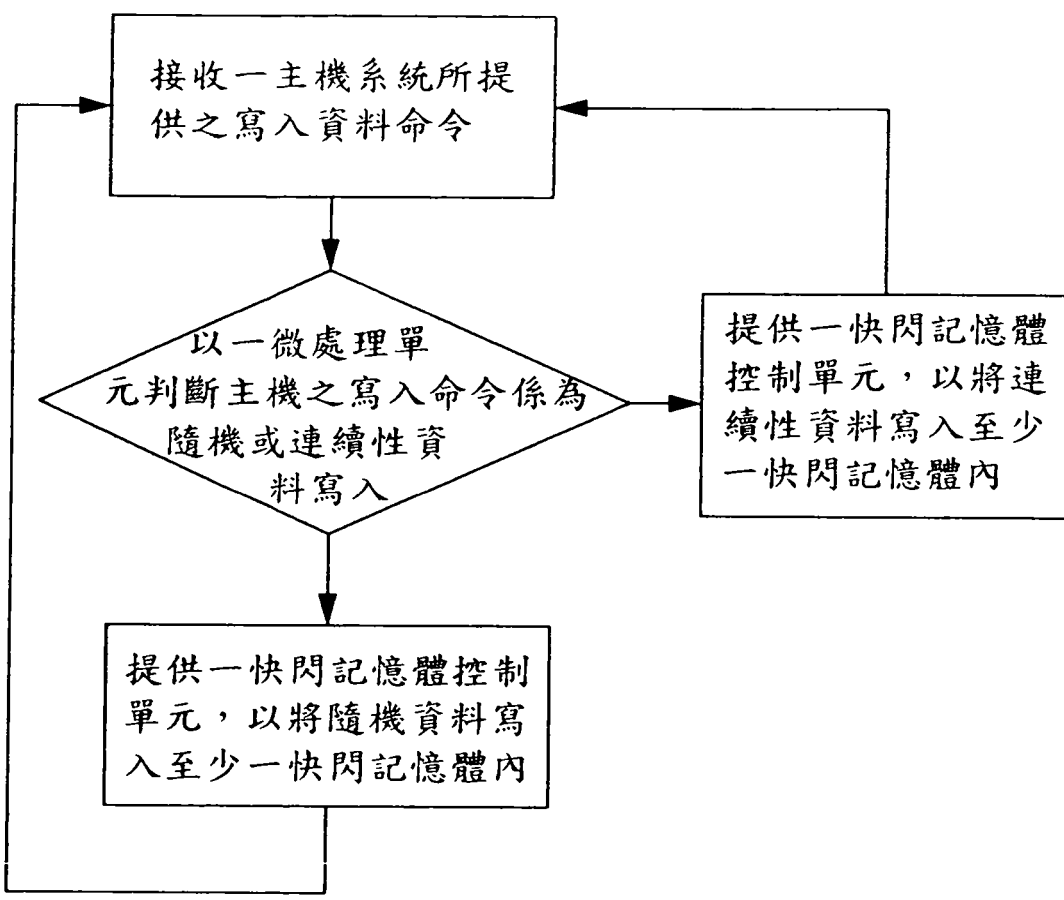 接收一主機系統所提
供之寫入資料命令
以一微處理單
元判斷主機之寫入命令係為
隨機或連續性資
料寫入
提供一快閃記憶體
控制單元，以將連
續性資料寫入至少
一快閃記憶體內
提供一快閃記憶體控制
單元，以將隨機資料寫
入至少一快閃記憶體內